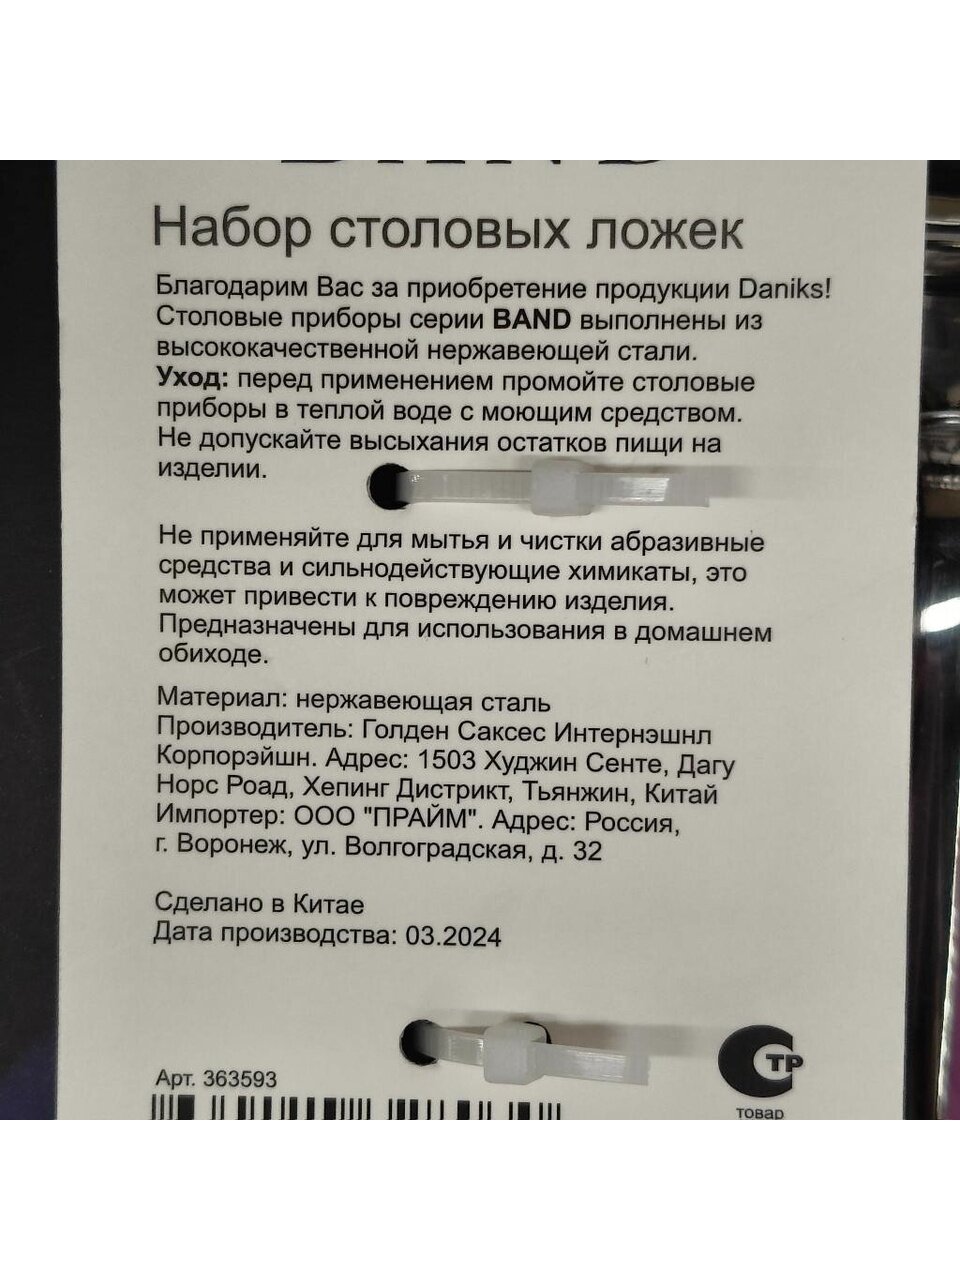 Набор столовых ложек
Благодарим Вас за приобретение продукции Daniks!
Столовые приборы серии BAND выполнены из
высококачественной нержавеющей стали.
Уход: перед применением промойте столовые
приборы в теплой воде с моющим средством.
Не допускайте высыхания остатков пищи на
изделии.
Не применяйте для мытья и чистки абразивные
средства и сильнодействующие химикаты, это
может привести к повреждению изделия.
Предназначены для использования в домашнем
обиходе.
Материал: нержавеющая сталь
Производитель: Голден Саксес Интернэшнл
Корпорэйшн. Адрес: 1503 Худжин Сенте, Дагу
Норс Роад, Хепинг Дистрикт, Тьянжин, Китай
Импортер: ООО "ПРАЙМ". Адрес: Россия,
г. Воронеж, ул. Волгоградская, д. 32
Сделано в Китае
Дата производства: 03.2024
Арт. 363593
СТР
товар